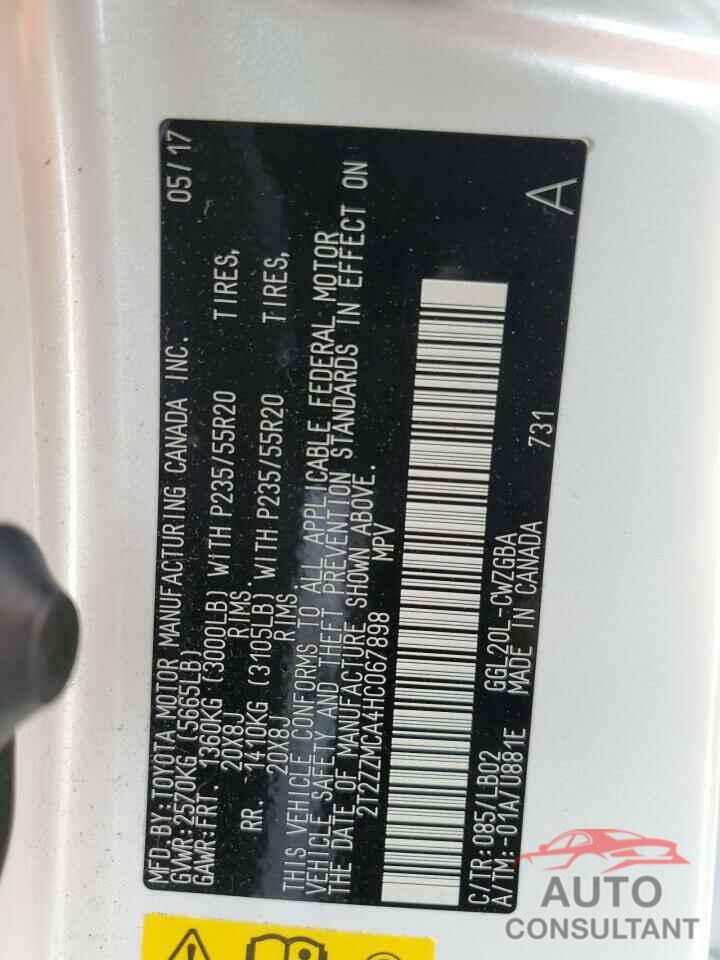 MFD.BY:TOYOTA MOTOR MANUFACTURING CANADA INC. 05/17
GVWR:2570KG (5665LB)
GAWR:FRT. 1360KG (3000LB) WITH P235/55R20 TIRES,
20X8J RIMS.
RR. 1410KG (3105LB) WITH P235/55R20 TIRES,
20X8J RIMS.
THIS VEHICLE CONFORMS TO ALL APPLICABLE FEDERAL MOTOR
VEHICLE SAFETY AND THEFT PREVENTION STANDARDS IN EFFECT ON
THE DATE OF MANUFACTURE SHOWN ABOVE.
2T2ZZMCA4HC067898 MPV
C/TR:085/LB02 GGL20L-CWZGBA
A/TM:-01A/U881E MADE IN CANADA 731 A
AUTO
CONSULTANT